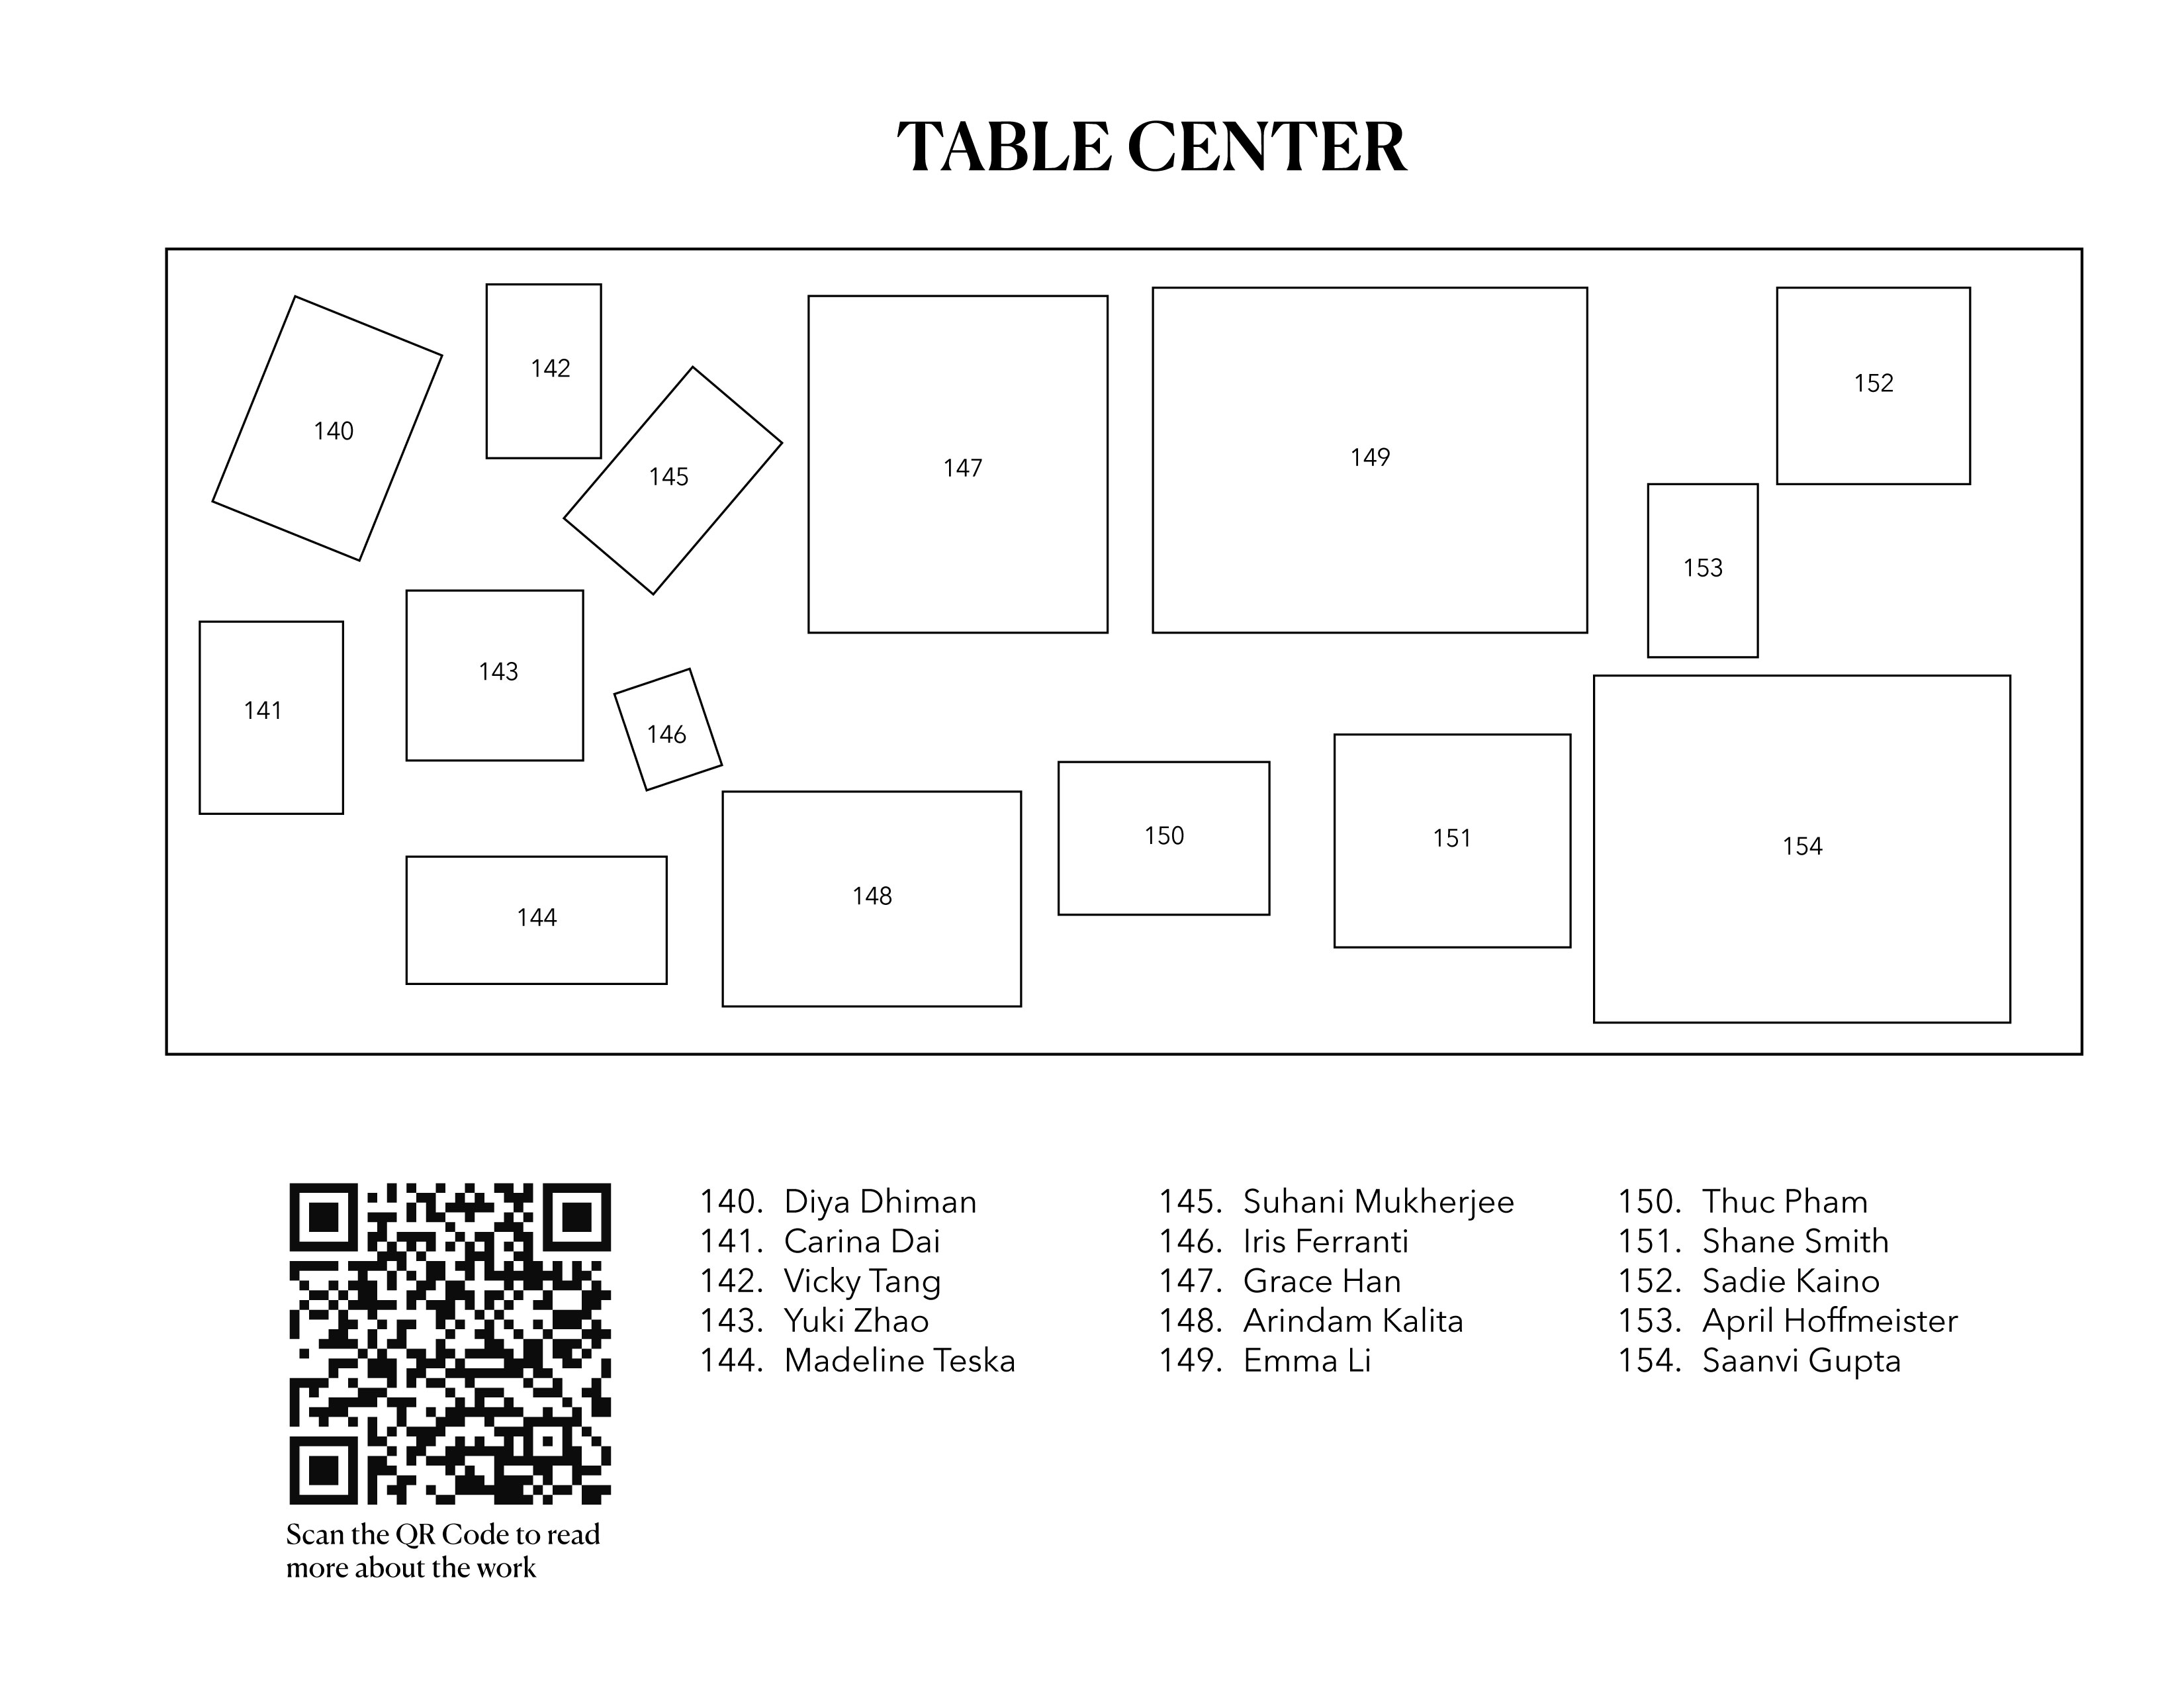 TABLE CENTER
140
142
145
147
149
152
153
141
143
146
144
148
150
151
154
140. Diya Dhiman
141. Carina Dai
142. Vicky Tang
143. Yuki Zhao
144. Madeline Teska
145. Suhani Mukherjee
146. Iris Ferranti
147. Grace Han
148. Arindam Kalita
149. Emma Li
150. Thuc Pham
151. Shane Smith
152. Sadie Kaino
153. April Hoffmeister
154. Saanvi Gupta
Scan the QR Code to read
more about the work